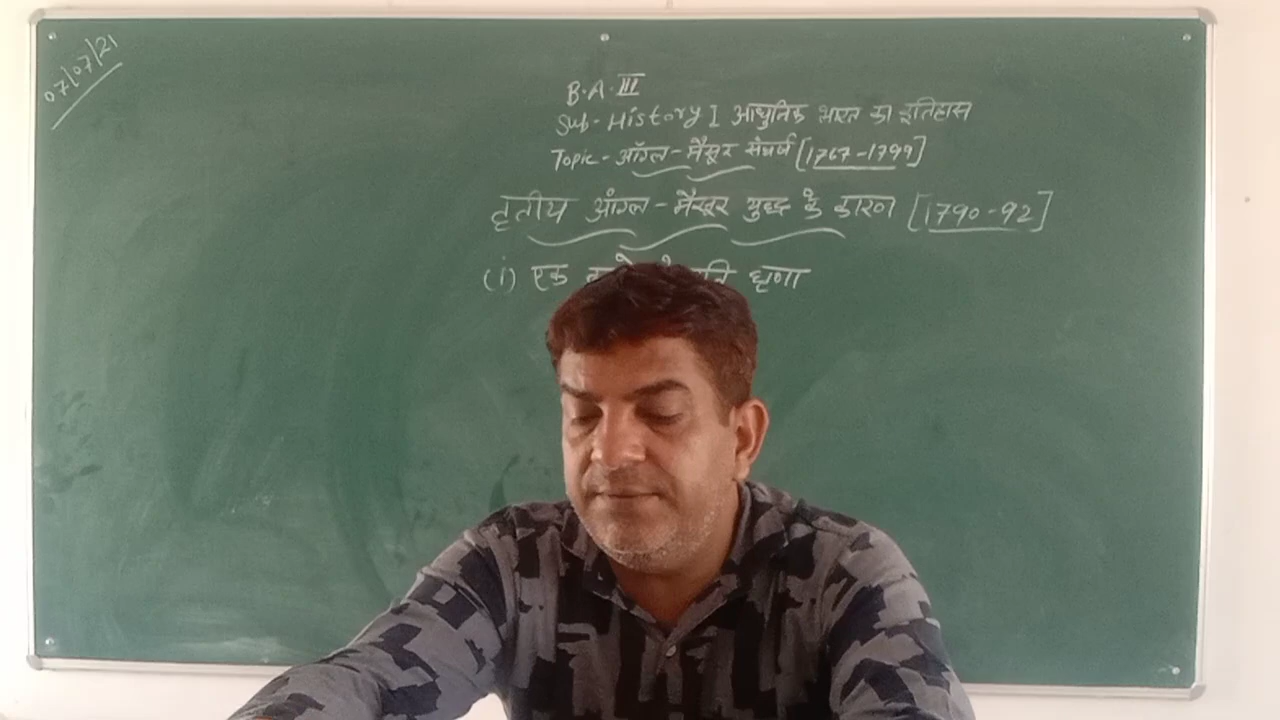 07/07/21
B.A.III
Sub-History I आधुनिक भारत का इतिहास
Topic-आँग्ल-मैसूर संघर्ष [1767-1799]
तृतीय आंग्ल-मैसूर युद्ध के कारण [1790-92]
(i) एक घृणा